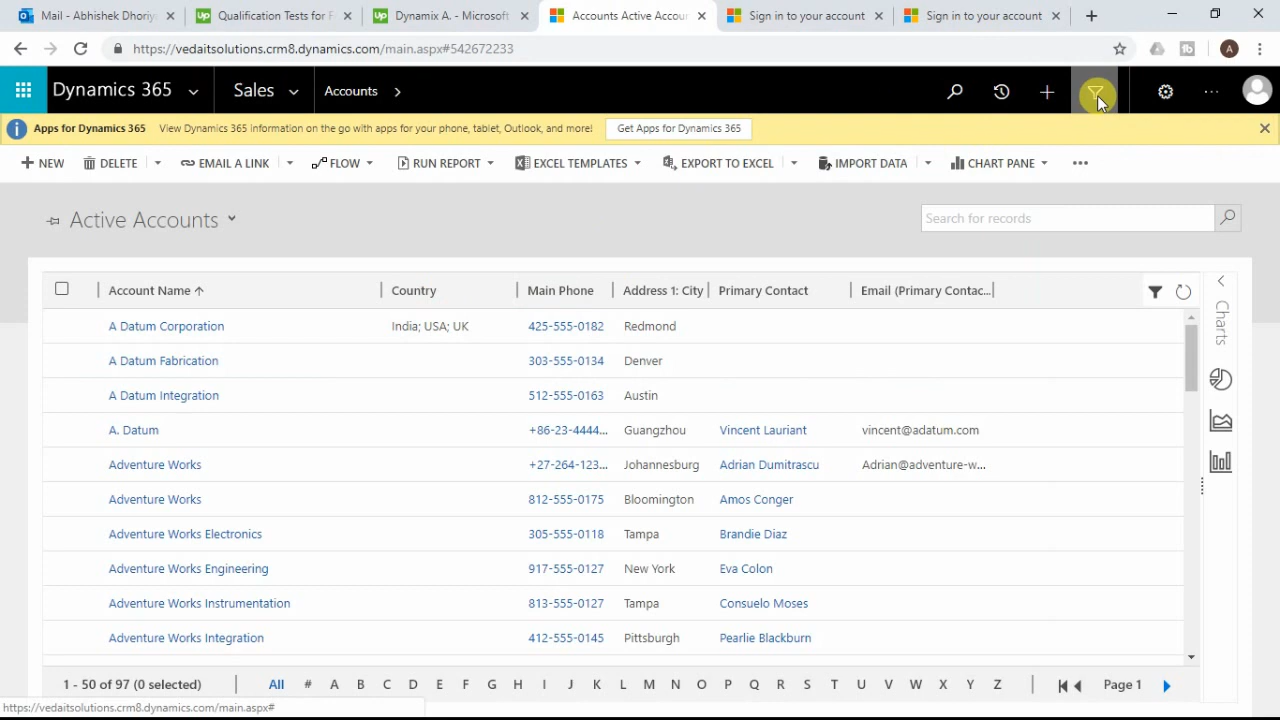 Mail - Abhishek Dhoriy
Qualification Tests for F
Dynamix A. - Microsoft
Accounts Active Accou
Sign in to your account
Sign in to your account
https://vedaitsolutions.crm8.dynamics.com/main.aspx#542672233
A
Dynamics 365
Sales
Accounts
Apps for Dynamics 365
View Dynamics 365 information on the go with apps for your phone, tablet, Outlook, and more!
Get Apps for Dynamics 365
NEW
DELETE
EMAIL A LINK
FLOW
RUN REPORT
EXCEL TEMPLATES
EXPORT TO EXCEL
IMPORT DATA
CHART PANE
Active Accounts
Search for records
Account Name Country Main Phone Address 1: City Primary Contact Email (Primary Contac...
A Datum Corporation India; USA; UK 425-555-0182 Redmond
A Datum Fabrication 303-555-0134 Denver
A Datum Integration 512-555-0163 Austin
A. Datum +86-23-4444... Guangzhou Vincent Lauriant vincent@adatum.com
Adventure Works +27-264-123... Johannesburg Adrian Dumitrascu Adrian@adventure-w...
Adventure Works 812-555-0175 Bloomington Amos Conger
Adventure Works Electronics 305-555-0118 Tampa Brandie Diaz
Adventure Works Engineering 917-555-0127 New York Eva Colon
Adventure Works Instrumentation 813-555-0127 Tampa Consuelo Moses
Adventure Works Integration 412-555-0145 Pittsburgh Pearlie Blackburn
Charts
1 - 50 of 97 (0 selected)
All # A B C D E F G H I J K L M N O P Q R S T U V W X Y Z
Page 1
https://vedaitsolutions.crm8.dynamics.com/main.aspx#